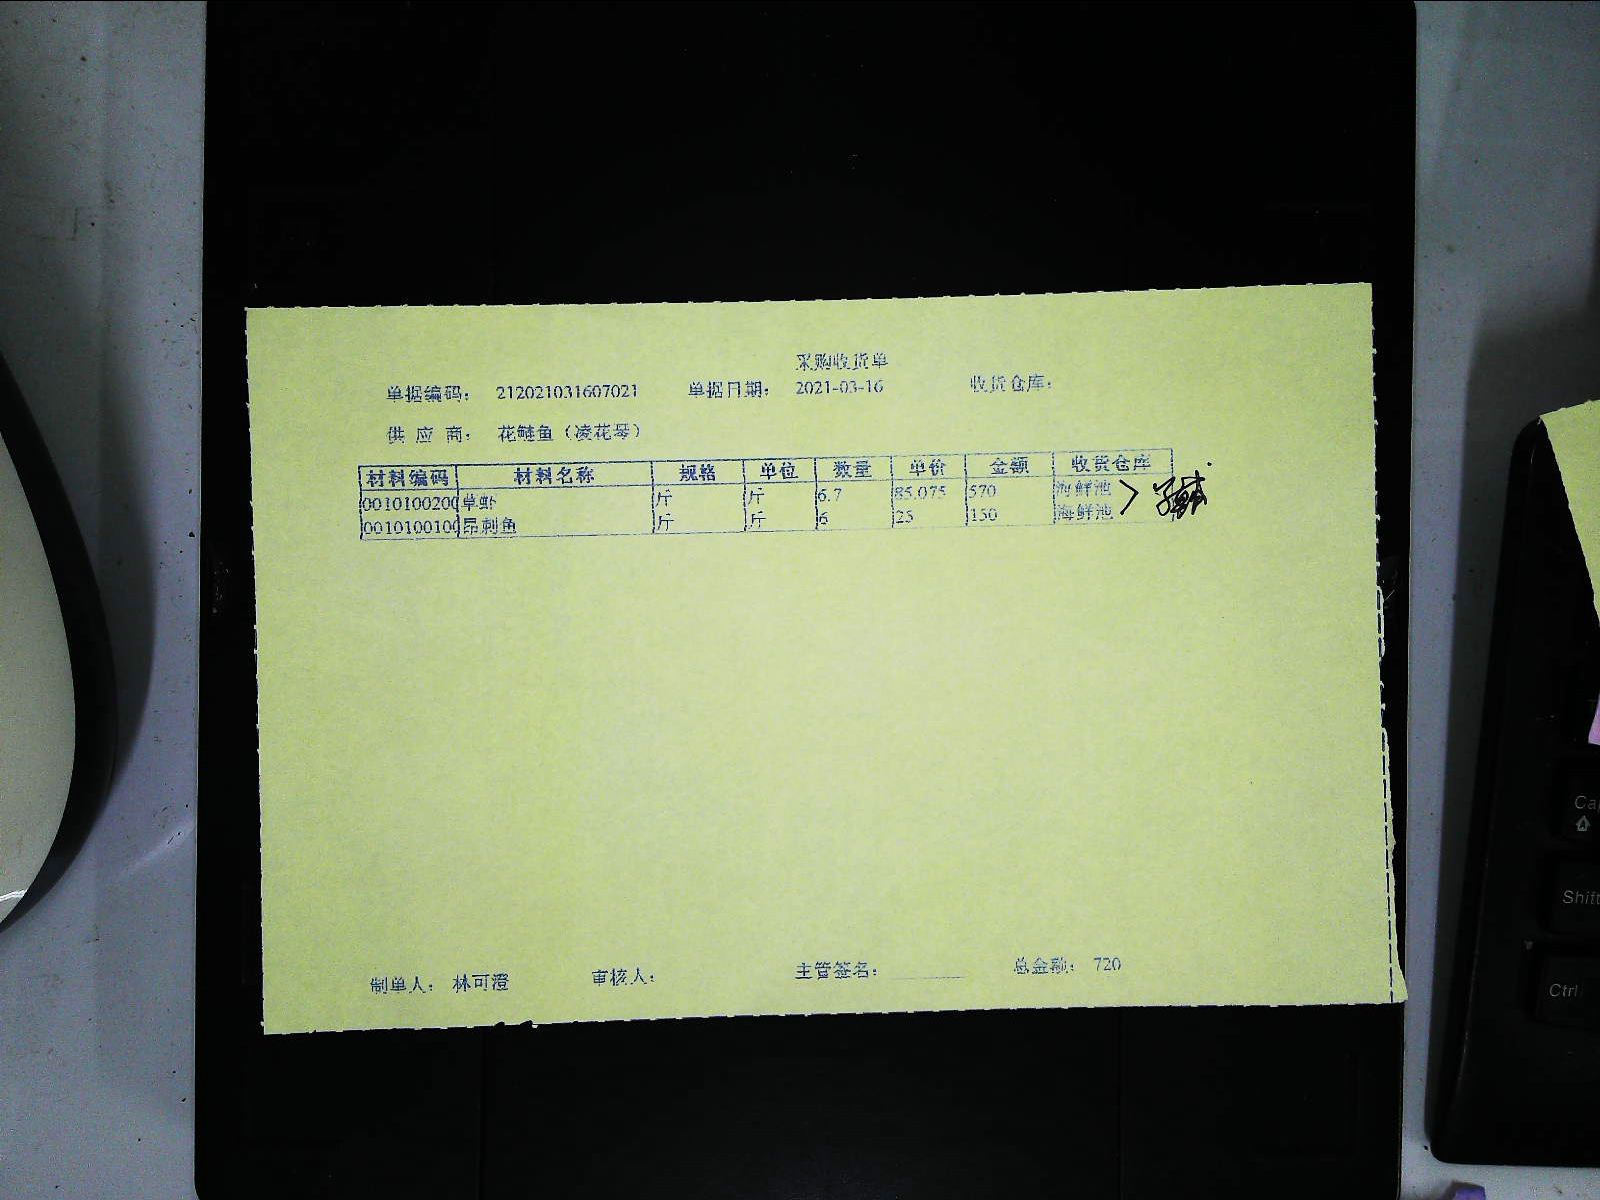 采购收货单
单据编码： 212021031607021 单据日期： 2021-03-16 收货仓库：
供 应 商： 花鲢鱼（凌花琴）
材料编码 材料名称 规格 单位 数量 单价 金额 收货仓库
0010100200 草虾 斤 斤 6.7 85.075 570 海鲜池
0010100100 昂刺鱼 斤 斤 6 25 150 海鲜池
制单人： 林可澄 审核人： 主管签名： 总金额： 720
Shift
Ctrl